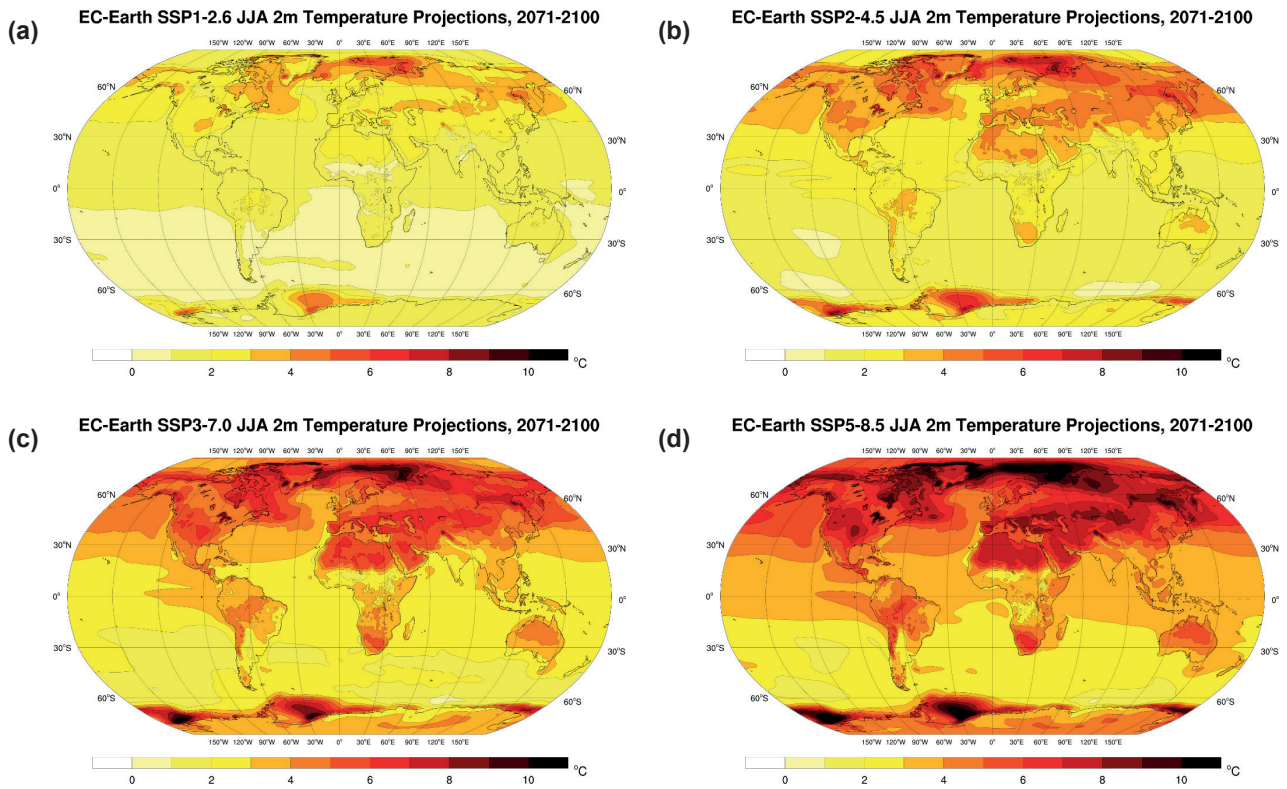 EC-Earth SSP1-2.6 JJA 2m Temperature Projections, 2071-2100
(a)
150°W 120°W 90°W 60°W 30°W 0° 30°E 60°E 90°E 120°E 150°E
60°N
30°N
0° 0°
30°S 30°S
60°S 60°S
150°W 120°W 90°W 60°W 30°W 0° 30°E 60°E 90°E 120°E 150°E
0 2 4 6 8 10 °C
EC-Earth SSP2-4.5 JJA 2m Temperature Projections, 2071-2100
(b)
150°W 120°W 90°W 60°W 30°W 0° 30°E 60°E 90°E 120°E 150°E
60°N 60°N
30°N 30°N
0° 0°
30°S 30°S
60°S 60°S
150°W 120°W 90°W 60°W 30°W 0° 30°E 60°E 90°E 120°E 150°E
0 2 4 6 8 10 °C
EC-Earth SSP3-7.0 JJA 2m Temperature Projections, 2071-2100
(c)
150°W 120°W 90°W 60°W 30°W 0° 30°E 60°E 90°E 120°E 150°E
60°N 60°N
30°N 30°N
0° 0°
30°S 30°S
60°S 60°S
150°W 120°W 90°W 60°W 30°W 0° 30°E 60°E 90°E 120°E 150°E
0 2 4 6 8 10 °C
EC-Earth SSP5-8.5 JJA 2m Temperature Projections, 2071-2100
(d)
150°W 120°W 90°W 60°W 30°W 0° 30°E 60°E 90°E 120°E 150°E
60°N 60°N
30°N 30°N
0° 0°
30°S 30°S
60°S 60°S
150°W 120°W 90°W 60°W 30°W 0° 30°E 60°E 90°E 120°E 150°E
0 2 4 6 8 10 °C